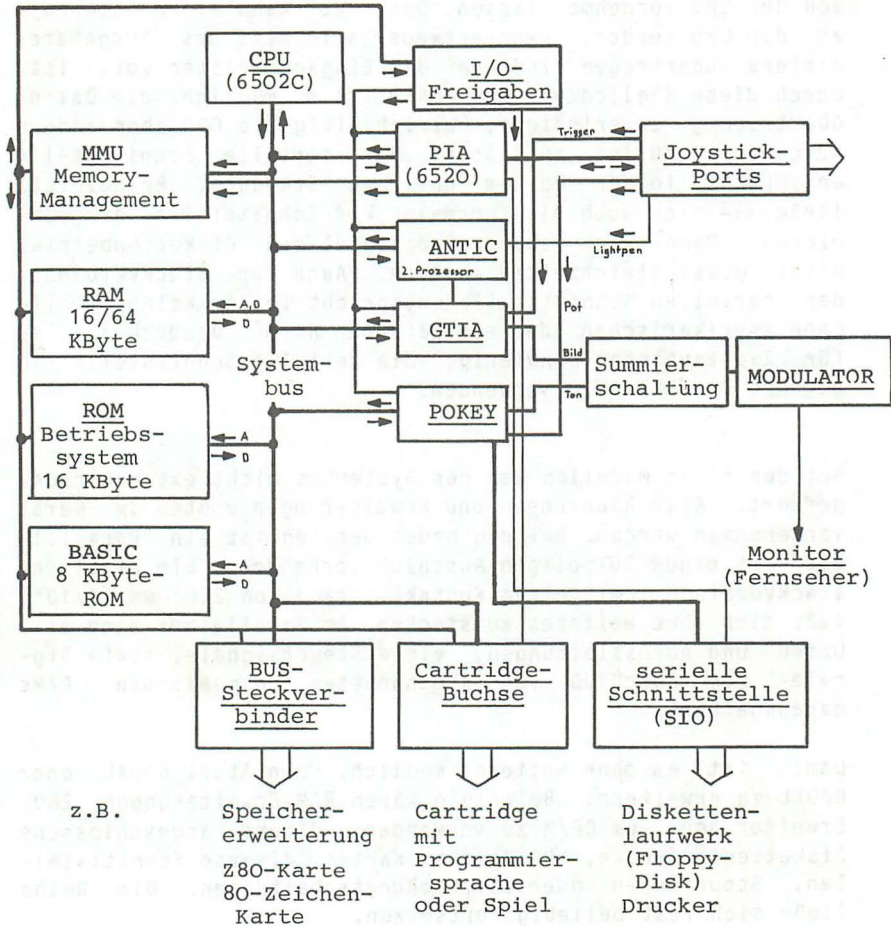 CPU
(6502C)
I/O-
Freigaben
MMU
Memory-
Management
PIA
(6520)
Trigger
Joystick-
Ports
ANTIC
2. Prozessor
Lightpen
RAM
16/64
KByte
A,D
D
GTIA
Pot
System-
bus
Bild
Ton
Summier-
schaltung
MODULATOR
ROM
Betriebs-
system
16 KByte
A
D
POKEY
BASIC
8 KByte-
ROM
A
D
Monitor
(Fernseher)
BUS-
Steckver-
binder
Cartridge-
Buchse
serielle
Schnittstelle
(SIO)
z.B.
Speicher-
erweiterung
Z80-Karte
80-Zeichen-
Karte
Cartridge
mit
Programmier-
sprache
oder Spiel
Disketten-
laufwerk
(Floppy-
Disk)
Drucker